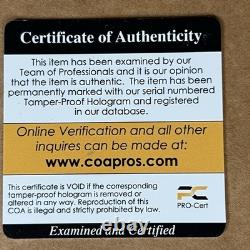 Certificate of Authenticity
This item has been examined by our
Team of Professionals and it is our opinion
that the item is authentic. The item has been
permanently marked with our serial numbered
Tamper-Proof Hologram and registered
in our database.
Online Verification and all other
inquires can be made at:
www.coapros.com
This certificate is VOID if the corresponding
tamper-proof hologram is removed or
altered in any way. Reproduction of this
COA is illegal and strictly prohibited by law.
PRO-Cert
Examined and Certified
ebay